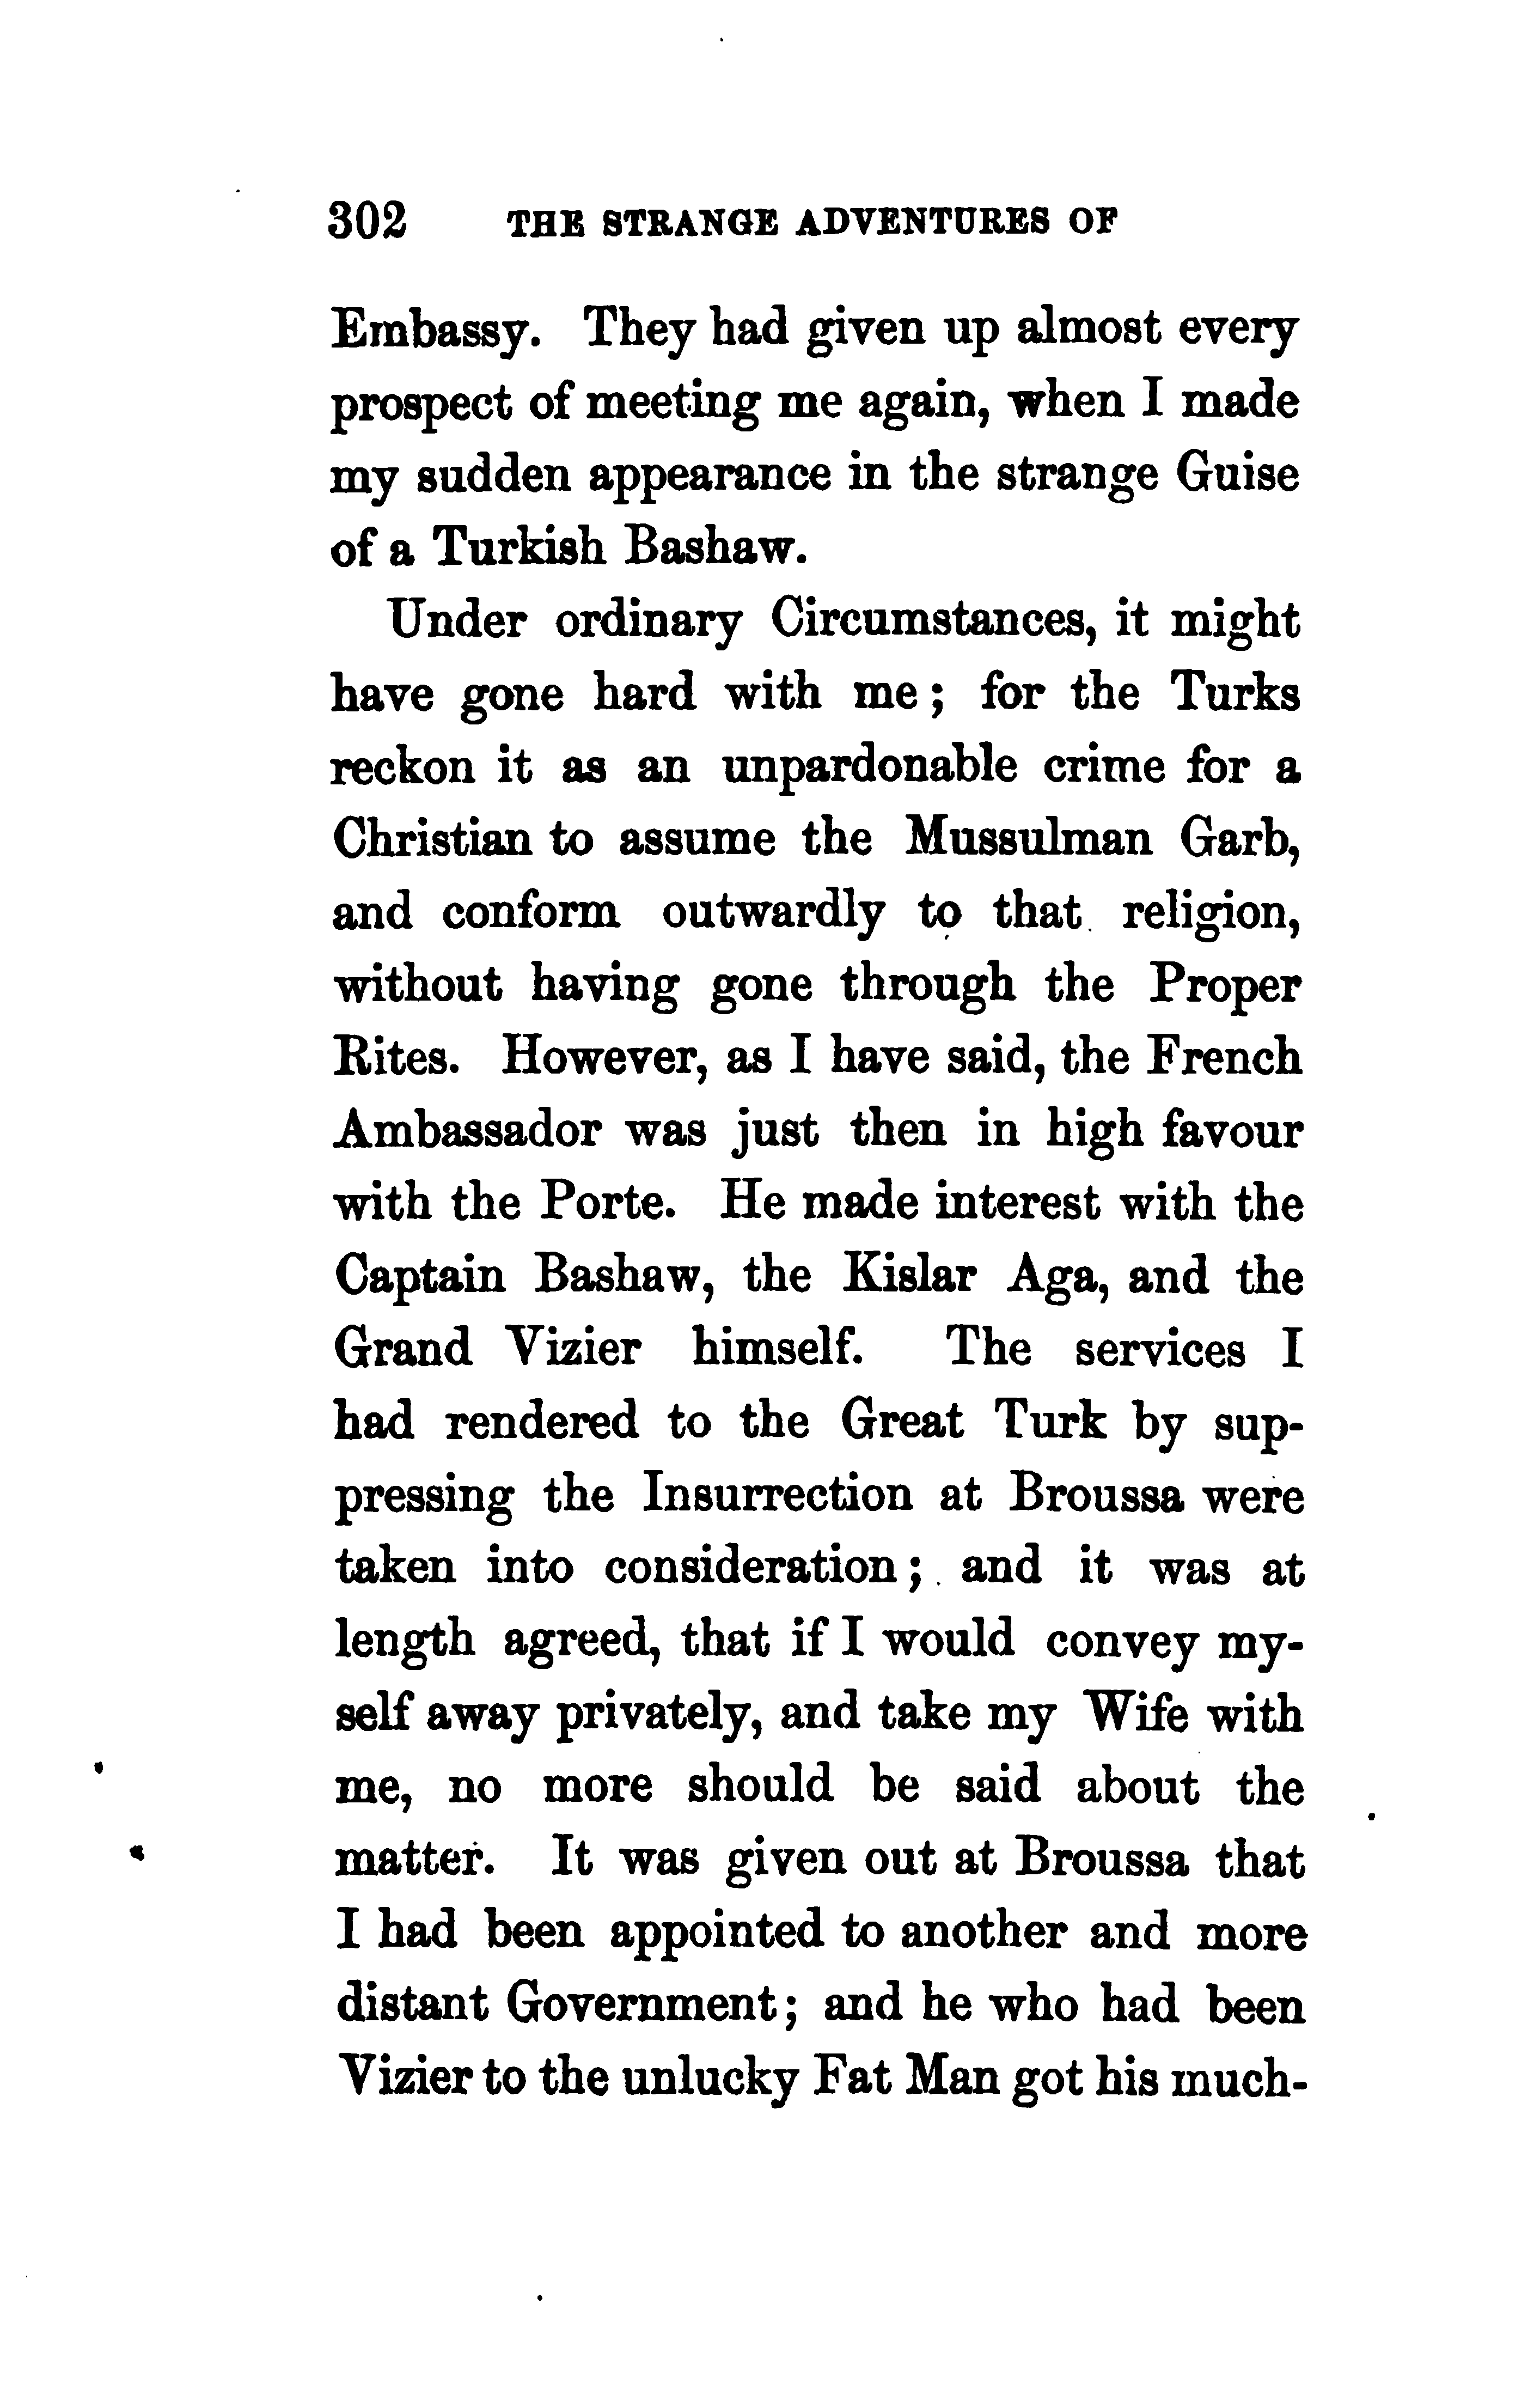 302 THE STRANGE ADVENTURES OF
Embassy. They had given up almost every
prospect of meeting me again, when I made
my sudden appearance in the strange Guise
of a Turkish Bashaw.
Under ordinary Circumstances, it might
have gone hard with me; for the Turks
reckon it as an unpardonable crime for a
Christian to assume the Mussulman Garb,
and conform outwardly to that religion,
without having gone through the Proper
Rites. However, as I have said, the French
Ambassador was just then in high favour
with the Porte. He made interest with the
Captain Bashaw, the Kislar Aga, and the
Grand Vizier himself. The services I
had rendered to the Great Turk by sup-
pressing the Insurrection at Broussa were
taken into consideration; and it was at
length agreed, that if I would convey my-
self away privately, and take my Wife with
me, no more should be said about the
matter. It was given out at Broussa that
I had been appointed to another and more
distant Government; and he who had been
Vizier to the unlucky Fat Man got his much-